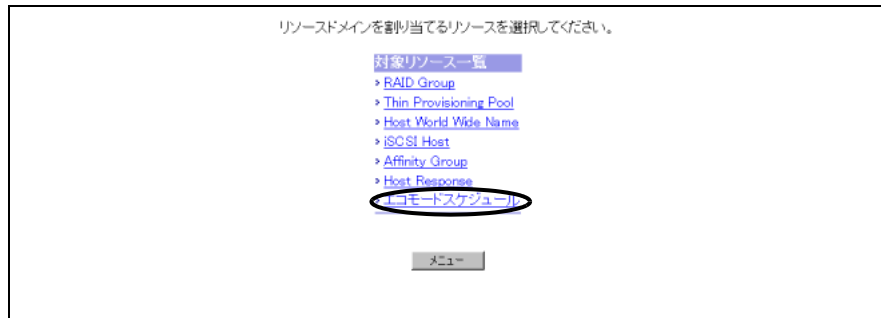 リソースドメインを割り当てるリソースを選択してください。
対象リソース一覧
> RAID Group
> Thin Provisioning Pool
> Host World Wide Name
> iSCSI Host
> Affinity Group
> Host Response
> エコモードスケジュール
メニュー